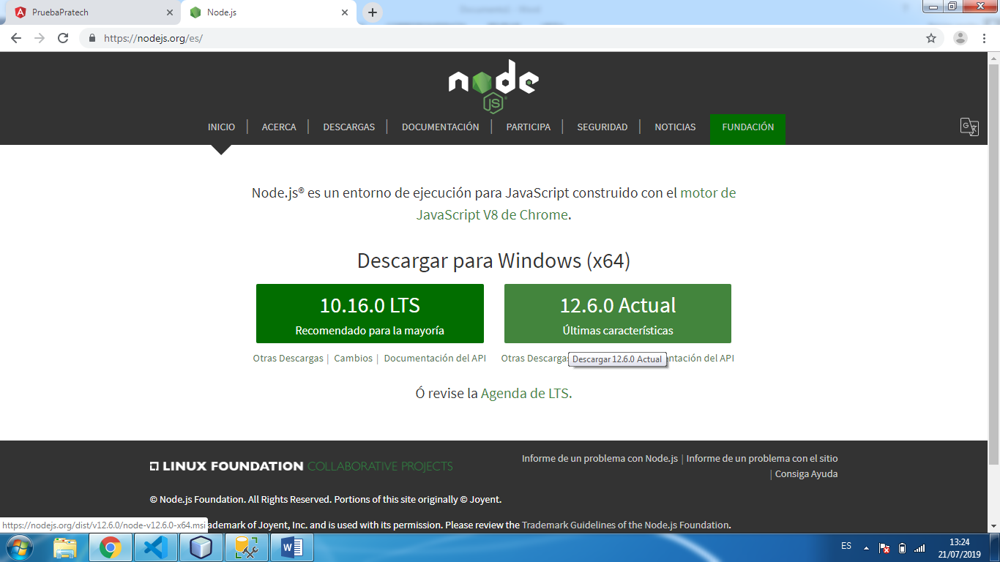 PruebaPratech
Node.js
https://nodejs.org/es/
node
JS
INICIO
ACERCA
DESCARGAS
DOCUMENTACIÓN
PARTICIPA
SEGURIDAD
NOTICIAS
FUNDACIÓN
Node.js® es un entorno de ejecución para JavaScript construido con el motor de
JavaScript V8 de Chrome.
Descargar para Windows (x64)
10.16.0 LTS
Recomendado para la mayoría
12.6.0 Actual
Últimas características
Otras Descargas | Cambios | Documentación del API
Otras Descargas
Descargar 12.6.0 Actual
ntación del API
Ó revise la Agenda de LTS.
LINUX FOUNDATION COLLABORATIVE PROJECTS
Informe de un problema con Node.js | Informe de un problema con el sitio
| Consiga Ayuda
© Node.js Foundation. All Rights Reserved. Portions of this site originally © Joyent.
https://nodejs.org/dist/v12.6.0/node-v12.6.0-x64.msi
ademark of Joyent, Inc. and is used with its permission. Please review the Trademark Guidelines of the Node.js Foundation.
ES
13:24
21/07/2019